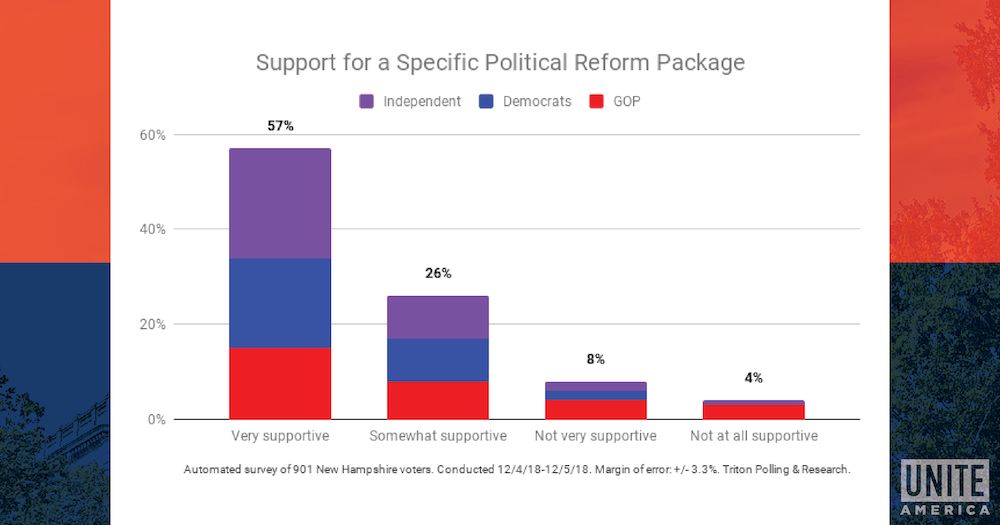 Support for a Specific Political Reform Package
Independent Democrats GOP
57%
60%
40%
26%
20%
8%
4%
0%
Very supportive Somewhat supportive Not very supportive Not at all supportive
Automated survey of 901 New Hampshire voters. Conducted 12/4/18-12/5/18. Margin of error: +/- 3.3%. Triton Polling & Research.
UNITE
AMERICA